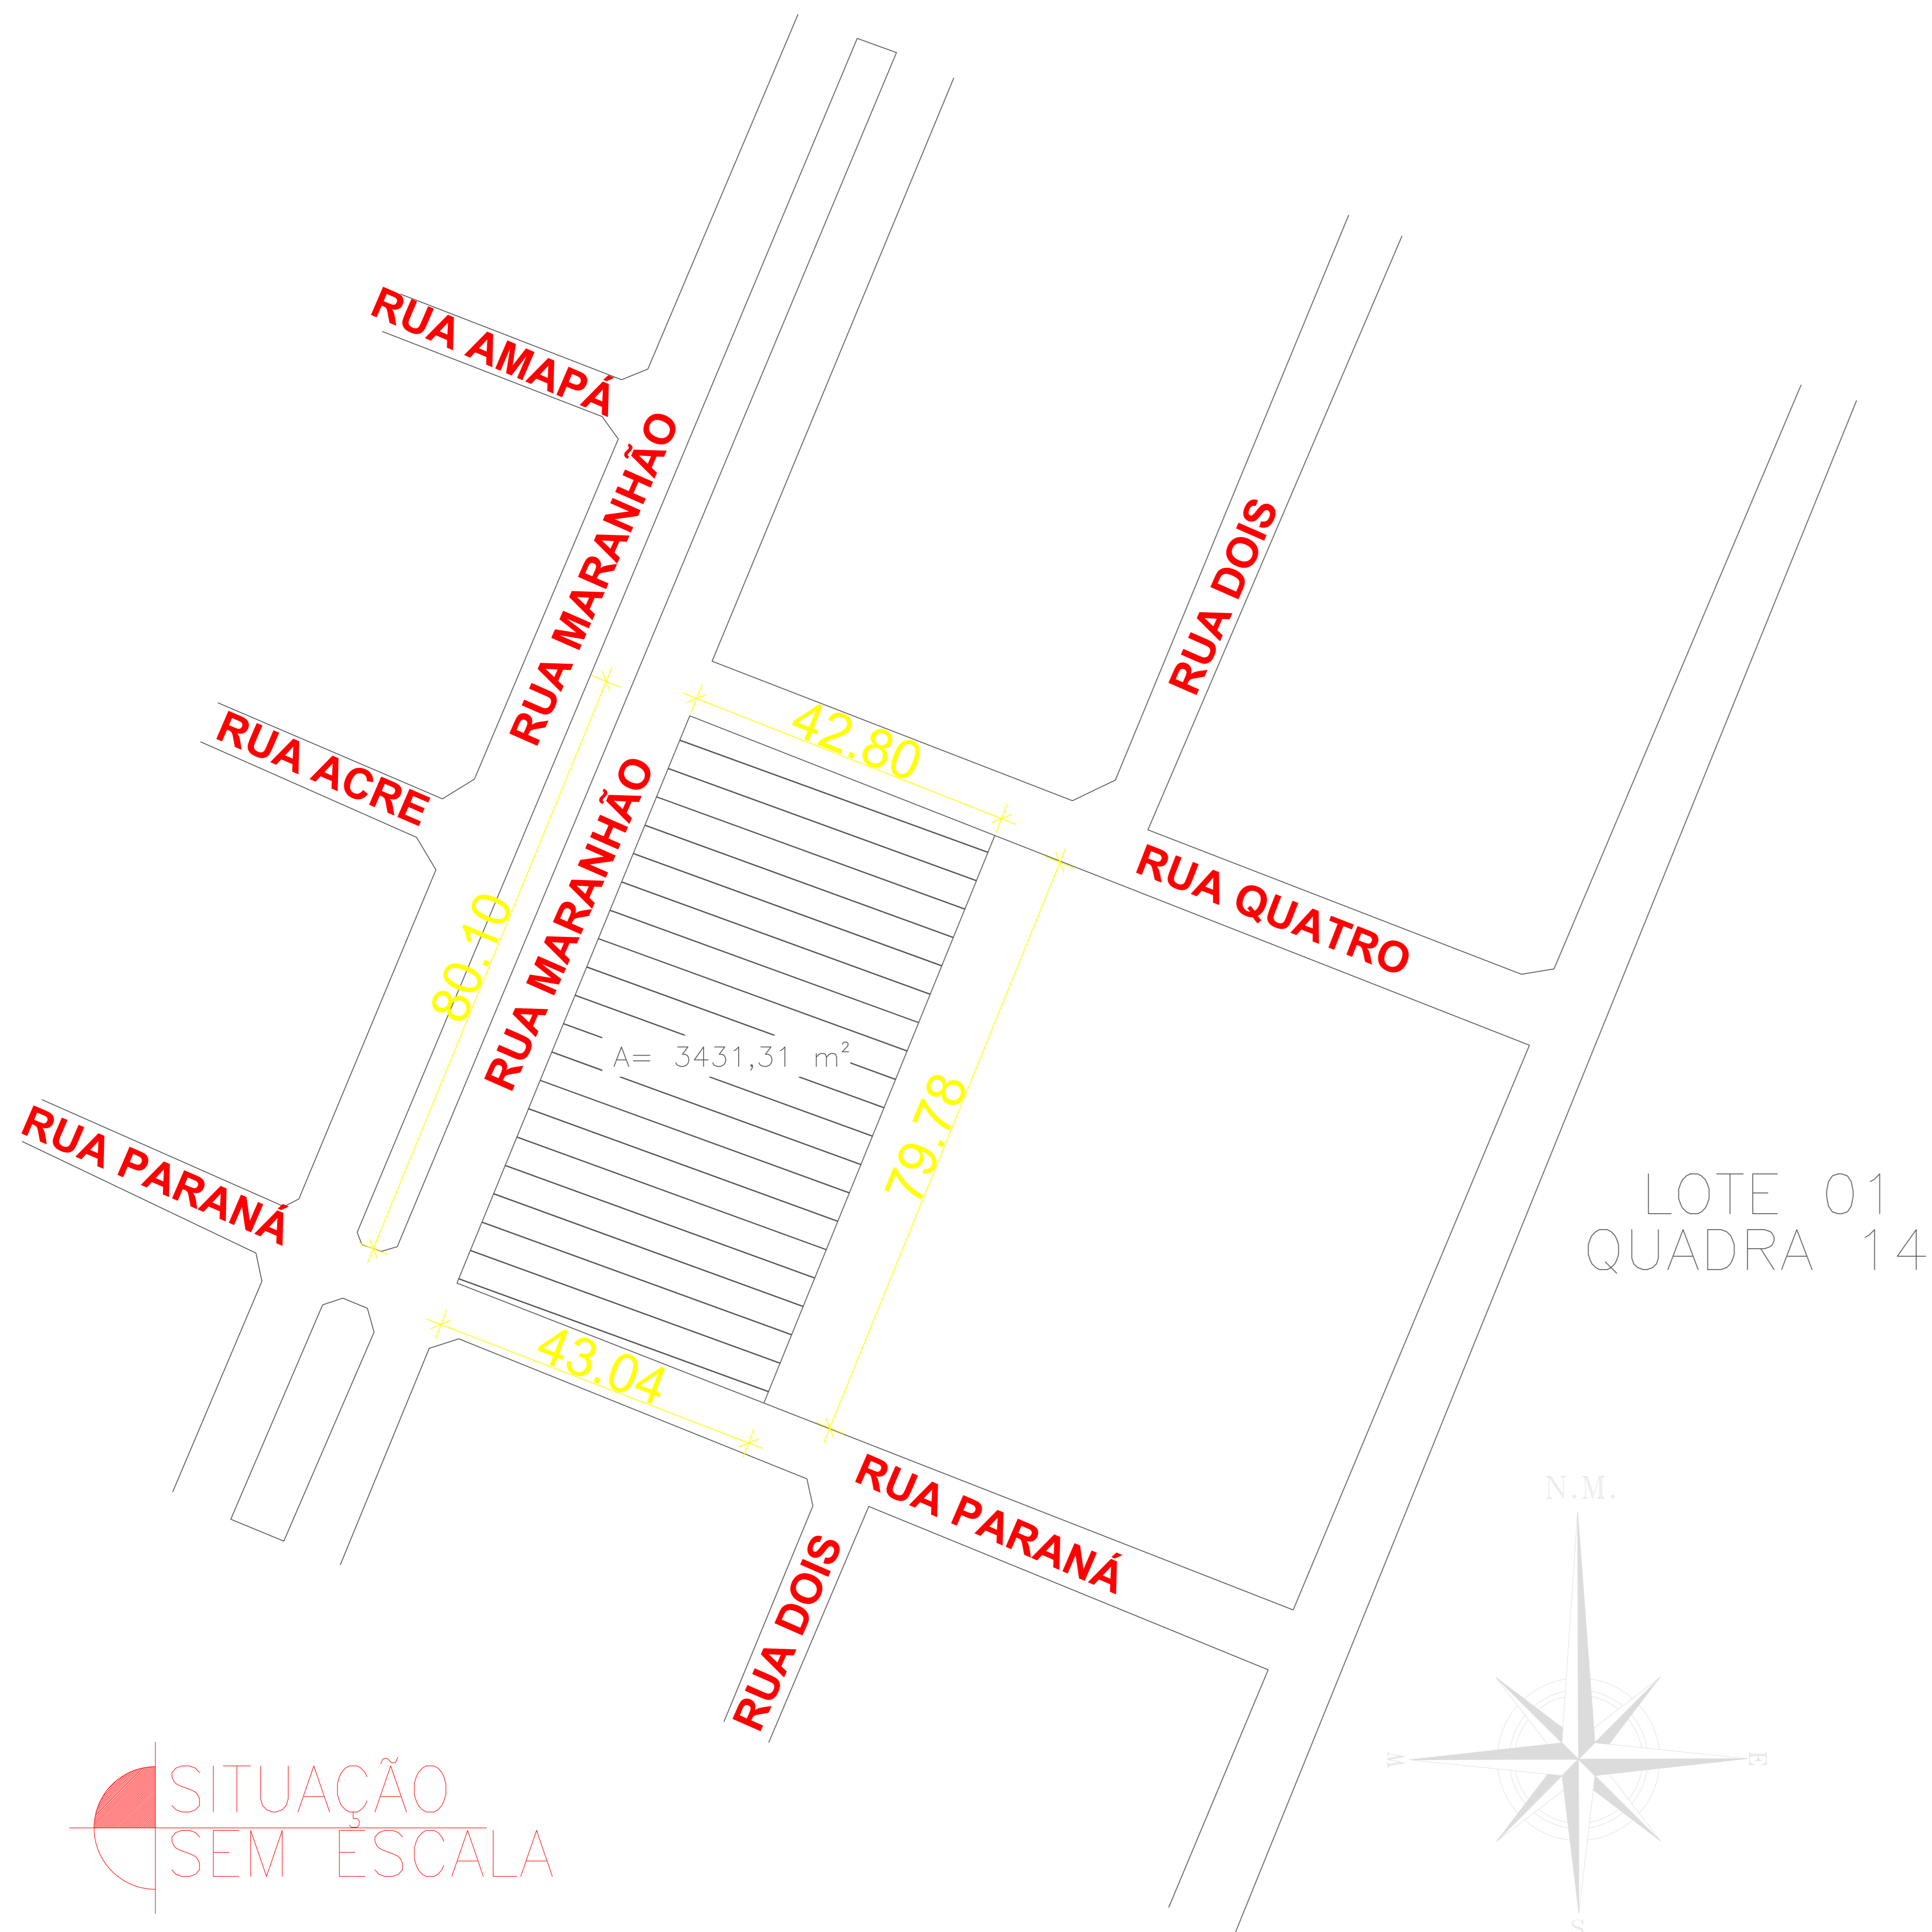 RUA AMAPÁ
RUA MARANHÃO
RUA DOIS
42.80
RUA ACRE
RUA MARANHÃO
RUA QUATRO
80.10
A= 3431,31 m²
79.78
RUA PARANÁ
LOTE 01
QUADRA 14
43.04
RUA PARANÁ
RUA DOIS
N.M.
W
E
S
SITUAÇÃO
SEM ESCALA